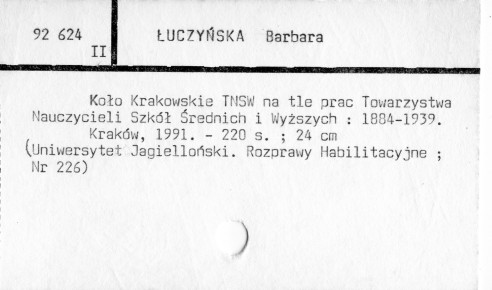 92 624
II
ŁUCZYŃSKA Barbara
Koło Krakowskie TNSW na tle prac Towarzystwa
Nauczycieli Szkół Średnich i Wyższych : 1884-1939.
Kraków, 1991. - 220 s. ; 24 cm
(Uniwersytet Jagielloński. Rozprawy Habilitacyjne ;
Nr 226)